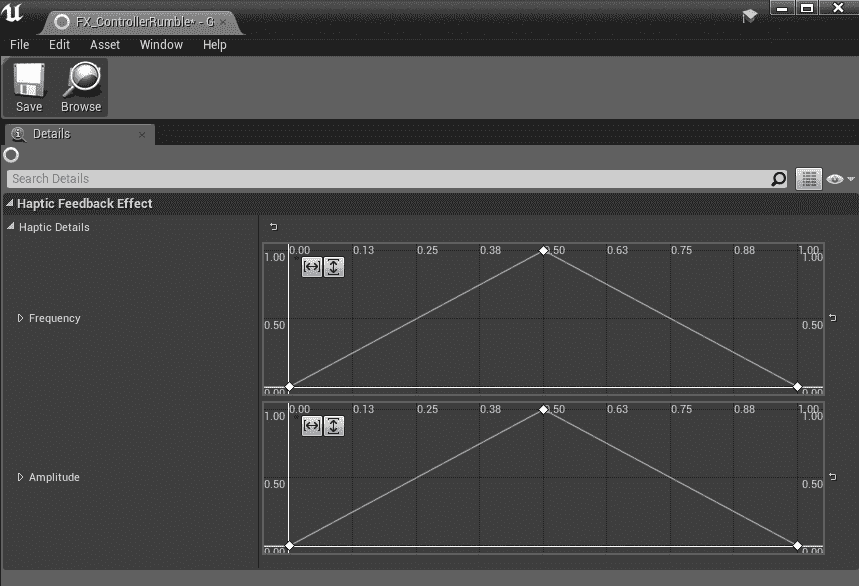 FX_ControllerRumble* - G
File Edit Asset Window Help
Save Browse
Details
Search Details
Haptic Feedback Effect
Haptic Details
0.00 0.13 0.25 0.38 0.50 0.63 0.75 0.88 1.00
1.00 1.00
Frequency
0.50 0.50
0.00 0.00
0.00 0.13 0.25 0.38 0.50 0.63 0.75 0.88 1.00
1.00 1.00
Amplitude
0.50 0.50
0.00 0.00